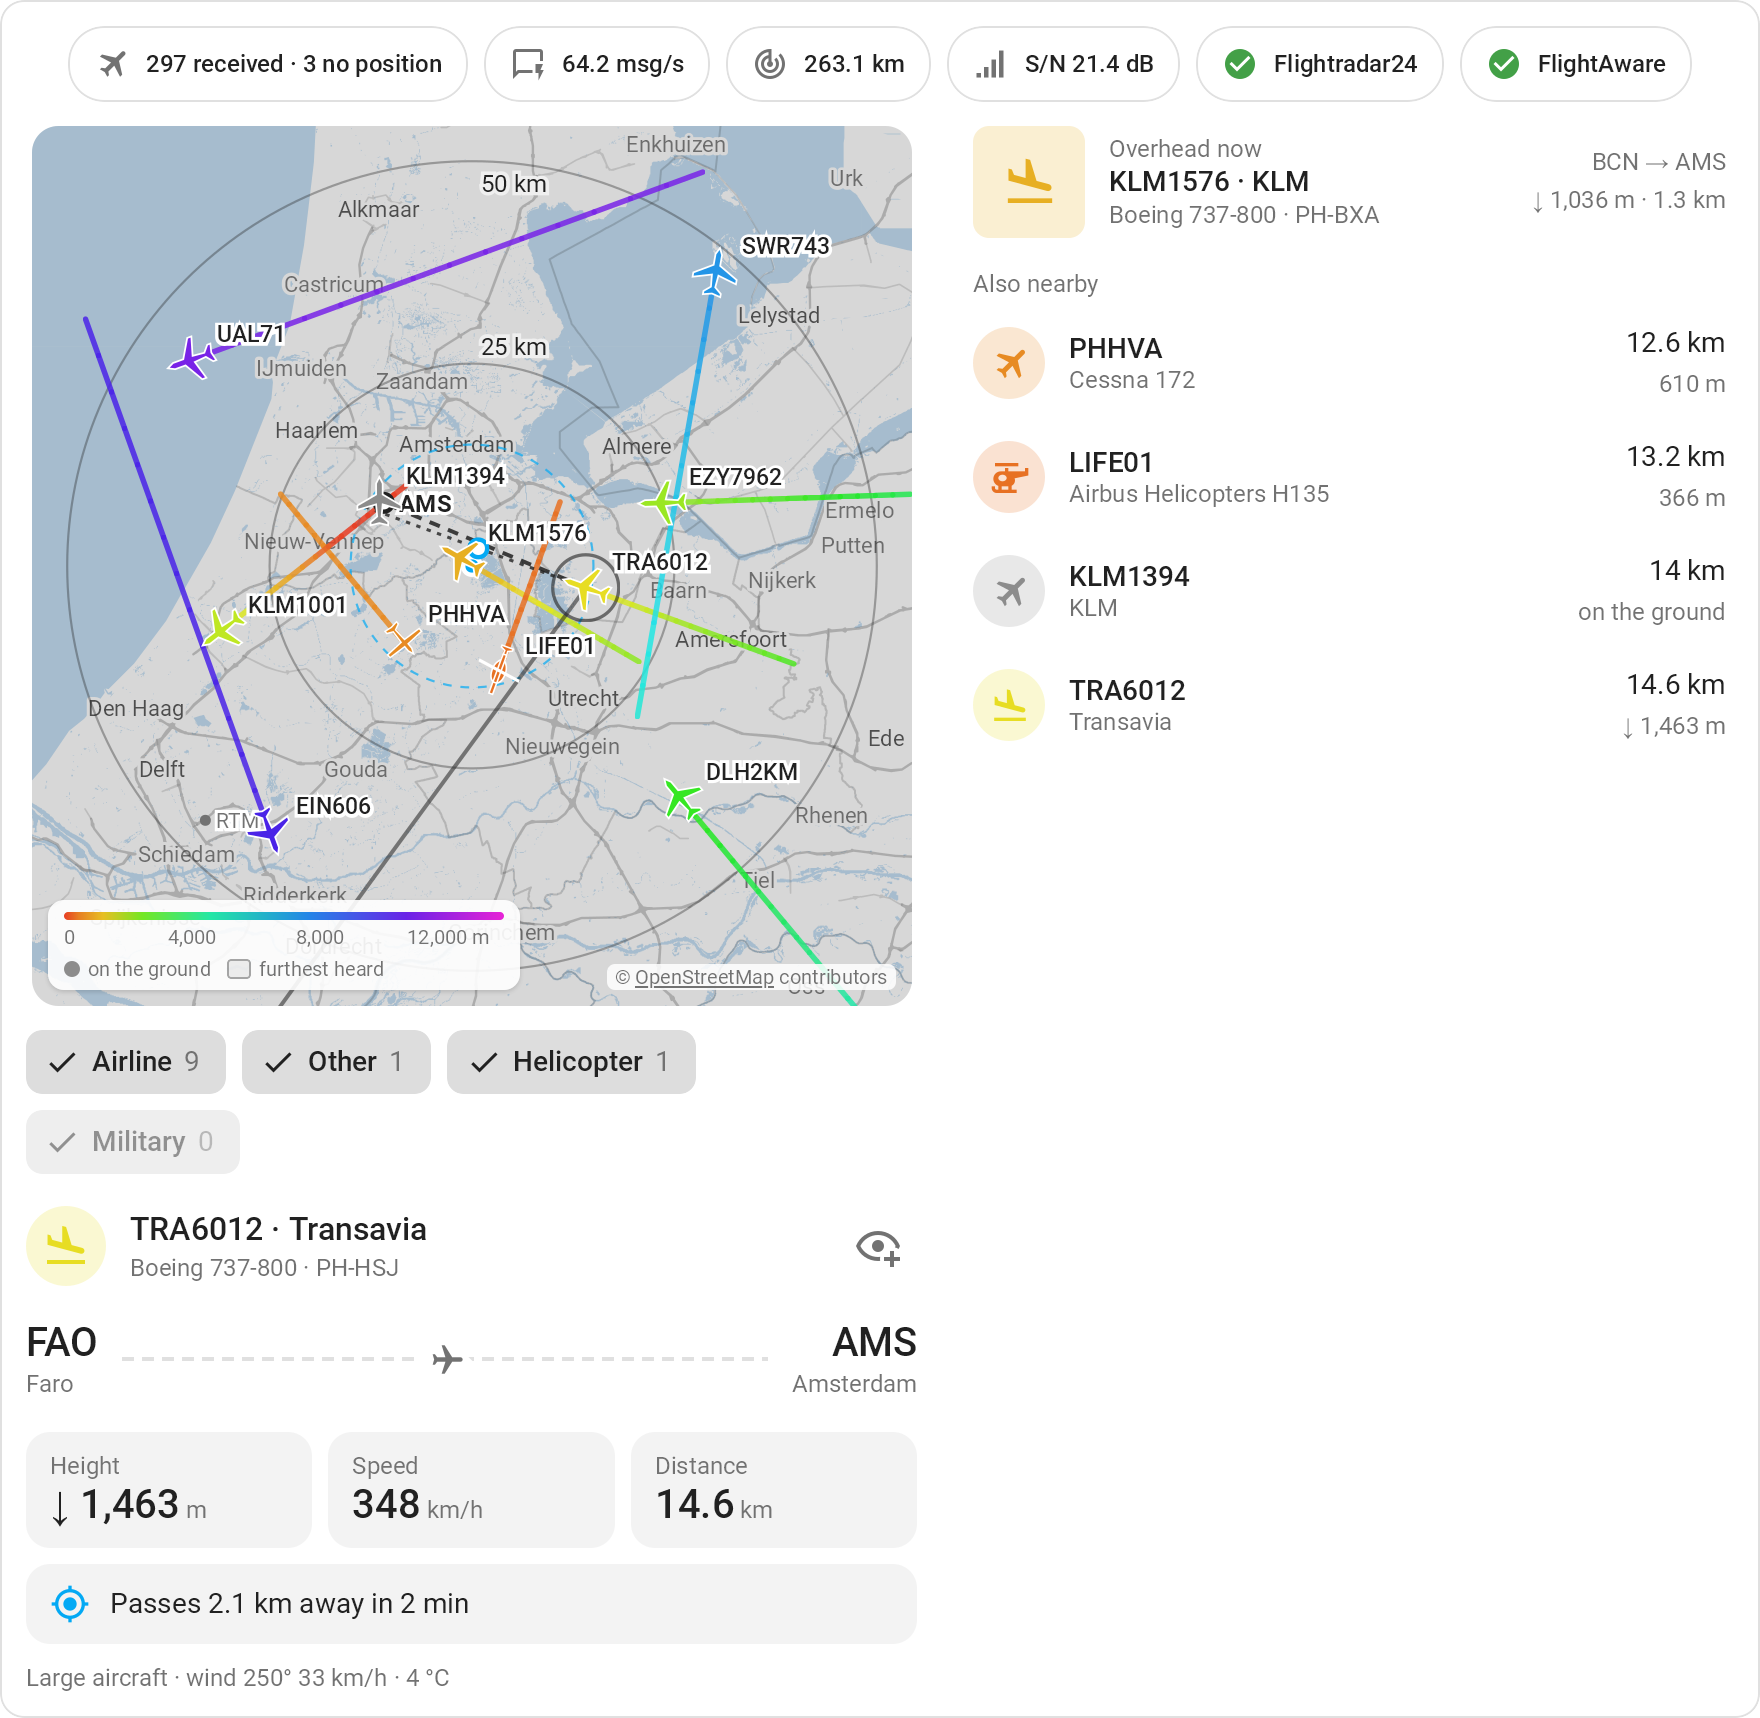 297 received · 3 no position
64.2 msg/s
263.1 km
S/N 21.4 dB
Flightradar24
FlightAware
Enkhuizen
Urk
50 km
Alkmaar
SWR743
Castricum
Lelystad
UAL71
25 km
IJmuiden
Zaandam
Haarlem
Amsterdam
Almere
KLM1394
EZY7962
AMS
Ermelo
Nieuw-Vennep
KLM1576
Putten
TRA6012
Baarn
Nijkerk
KLM1001
PHHVA
LIFE01
Amersfoort
Den Haag
Utrecht
Nieuwegein
Ede
Delft
Gouda
DLH2KM
EIN606
RTM
Rhenen
Schiedam
Tiel
Ridderkerk
0 4,000 8,000 12,000 m
on the ground furthest heard
© OpenStreetMap contributors
Overhead now
KLM1576 · KLM
Boeing 737-800 · PH-BXA
BCN → AMS
↓ 1,036 m · 1.3 km
Also nearby
PHHVA
Cessna 172
12.6 km
610 m
LIFE01
Airbus Helicopters H135
13.2 km
366 m
KLM1394
KLM
14 km
on the ground
TRA6012
Transavia
14.6 km
↓ 1,463 m
Airline 9
Other 1
Helicopter 1
Military 0
TRA6012 · Transavia
Boeing 737-800 · PH-HSJ
FAO
Faro
AMS
Amsterdam
Height
↓ 1,463 m
Speed
348 km/h
Distance
14.6 km
Passes 2.1 km away in 2 min
Large aircraft · wind 250° 33 km/h · 4 °C